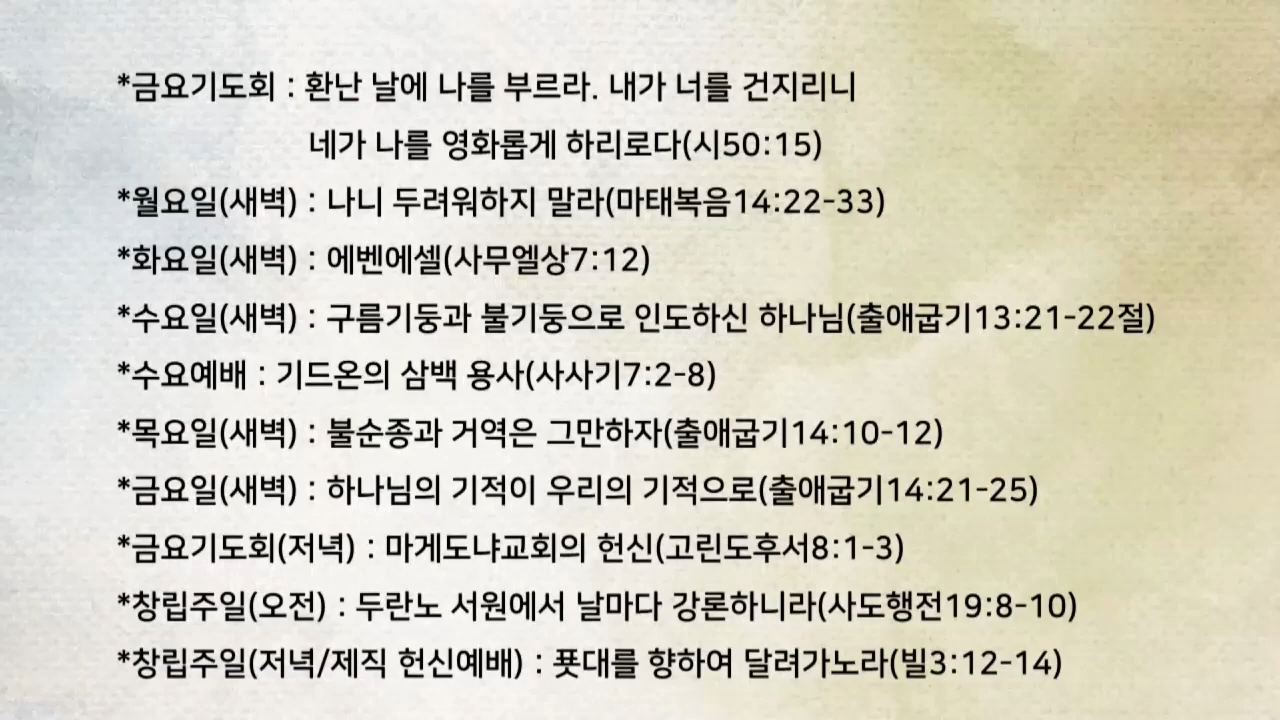 *금요기도회 : 환난 날에 나를 부르라. 내가 너를 건지리니
네가 나를 영화롭게 하리로다(시50:15)
*월요일(새벽) : 나니 두려워하지 말라(마태복음14:22-33)
*화요일(새벽) : 에벤에셀(사무엘상7:12)
*수요일(새벽) : 구름기둥과 불기둥으로 인도하신 하나님(출애굽기13:21-22절)
*수요예배 : 기드온의 삼백 용사(사사기7:2-8)
*목요일(새벽) : 불순종과 거역은 그만하자(출애굽기14:10-12)
*금요일(새벽) : 하나님의 기적이 우리의 기적으로(출애굽기14:21-25)
*금요기도회(저녁) : 마게도냐교회의 헌신(고린도후서8:1-3)
*창립주일(오전) : 두란노 서원에서 날마다 강론하니라(사도행전19:8-10)
*창립주일(저녁/제직 헌신예배) : 푯대를 향하여 달려가노라(빌3:12-14)